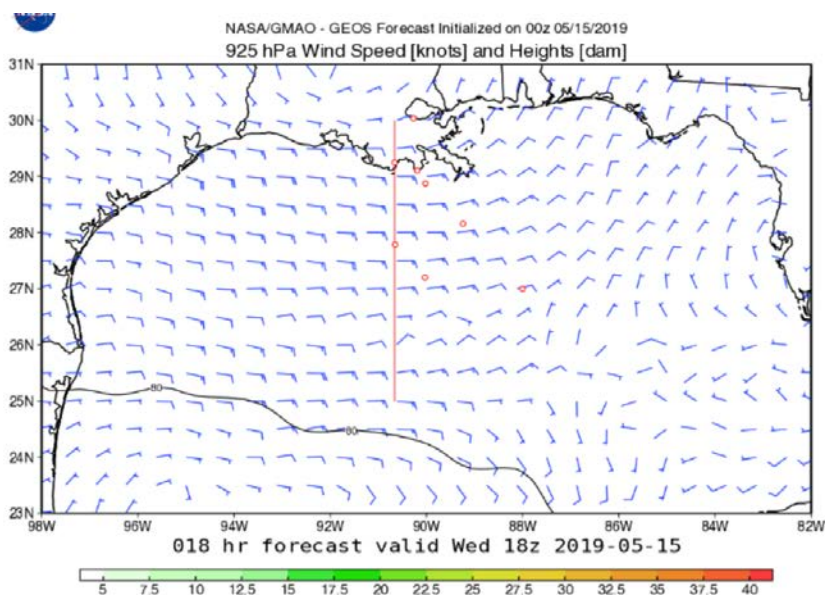 NASA/GMAO - GEOS Forecast Initialized on 00z 05/15/2019
925 hPa Wind Speed [knots] and Heights [dam]
31N
30N
29N
28N
27N
26N
25N
80
80
24N
23N
98W 96W 94W 92W 90W 88W 86W 84W 82W
018 hr forecast valid Wed 18z 2019-05-15
5 7.5 10 12.5 15 17.5 20 22.5 25 27.5 30 32.5 35 37.5 40